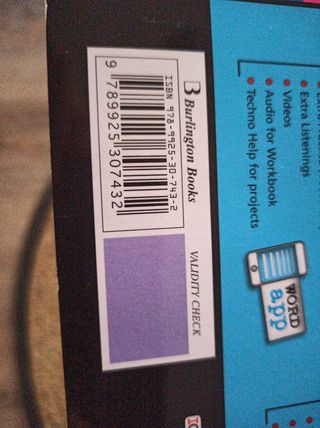 Extra Listenings
Videos
Audio for Workbook
Techno Help for projects
WORD
app
B Burlington Books
ISBN 978-9925-30-743-2
9 789925 307432
VALIDITY CHECK